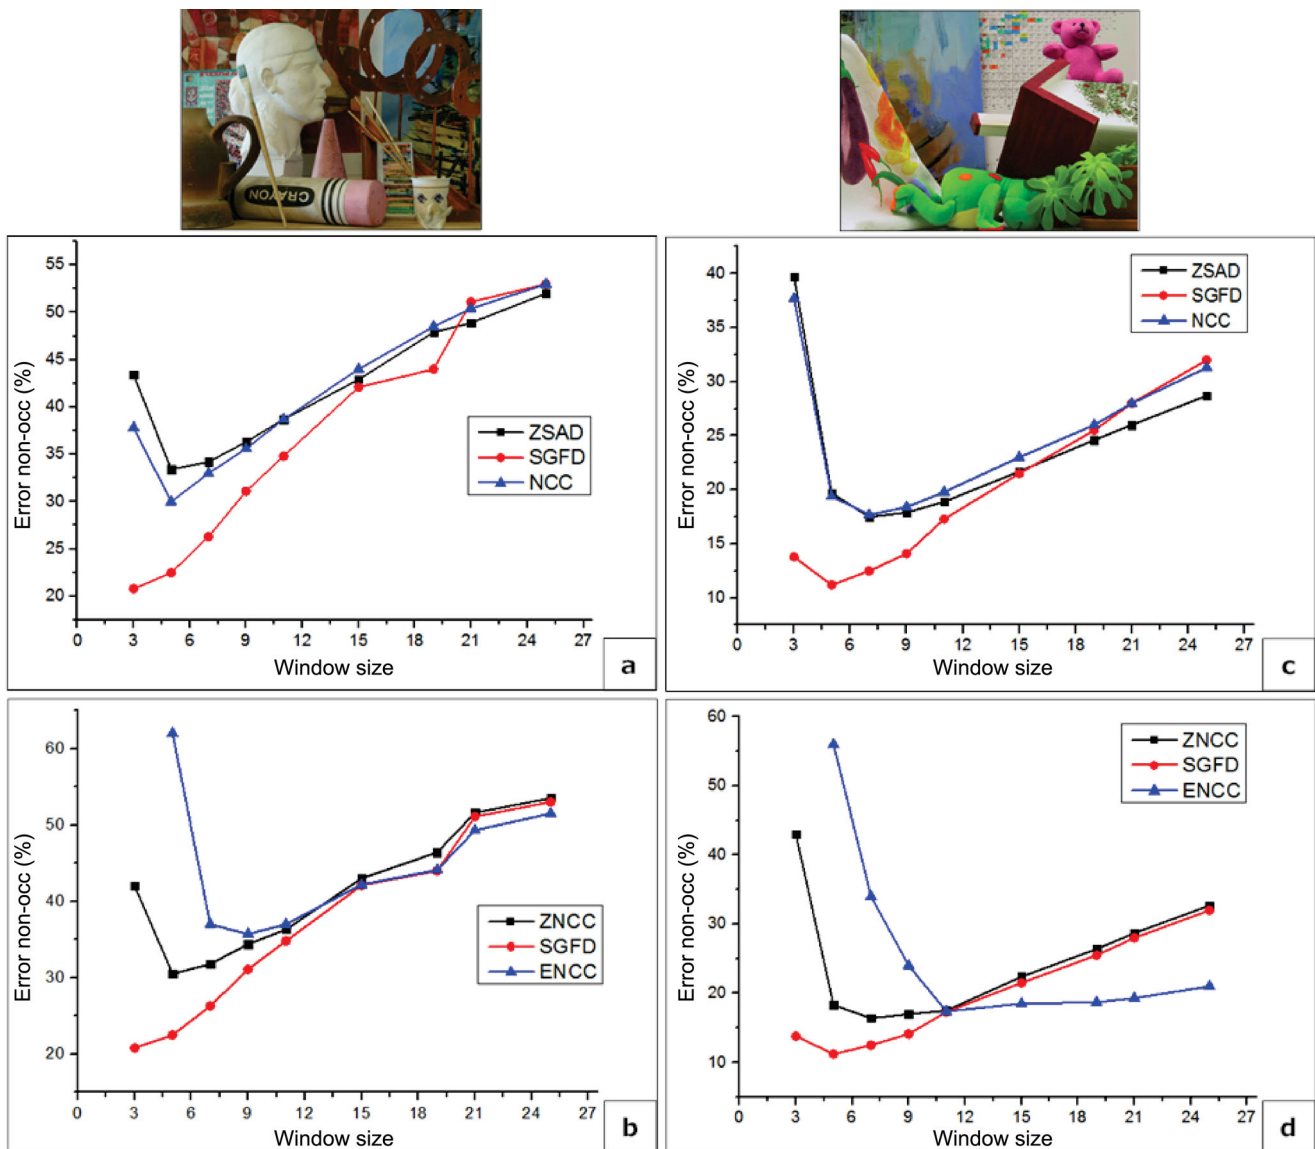 CRAYON
55
50
45
40
35
30
25
20
Error non-occ (%)
ZSAD
SGFD
NCC
0 3 6 9 12 15 18 21 24 27
Window size
a
40
35
30
25
20
15
10
Error non-occ (%)
ZSAD
SGFD
NCC
0 3 6 9 12 15 18 21 24 27
Window size
c
60
50
40
30
20
Error non-occ (%)
ZNCC
SGFD
ENCC
0 3 6 9 12 15 18 21 24 27
Window size
b
60
50
40
30
20
10
Error non-occ (%)
ZNCC
SGFD
ENCC
0 3 6 9 12 15 18 21 24 27
Window size
d